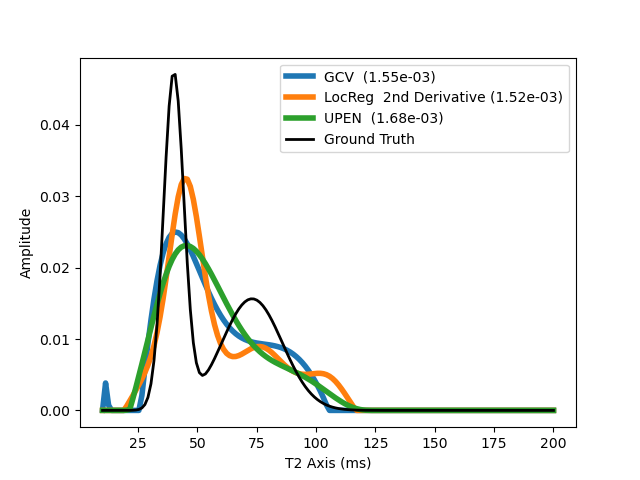 GCV  (1.55e-03)
LocReg  2nd Derivative (1.52e-03)
UPEN  (1.68e-03)
Ground Truth
0.04
0.03
0.02
0.01
0.00
Amplitude
25 50 75 100 125 150 175 200
T2 Axis (ms)